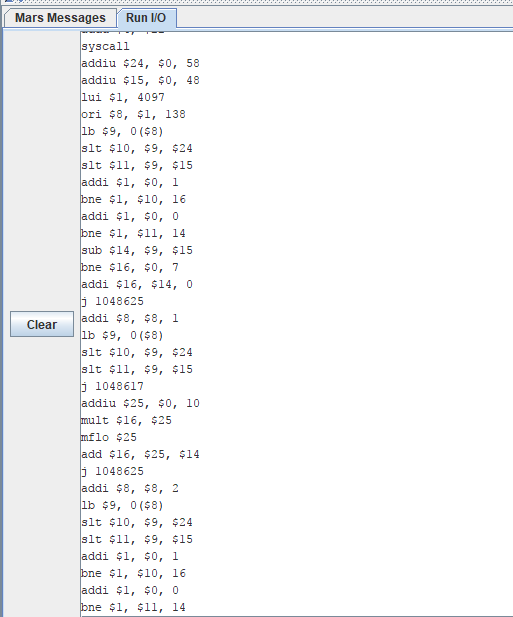 Mars Messages
Run I/O
syscall
addiu $24, $0, 58
addiu $15, $0, 48
lui $1, 4097
ori $8, $1, 138
lb $9, 0($8)
slt $10, $9, $24
slt $11, $9, $15
addi $1, $0, 1
bne $1, $10, 16
addi $1, $0, 0
bne $1, $11, 14
sub $14, $9, $15
bne $16, $0, 7
addi $16, $14, 0
j 1048625
addi $8, $8, 1
lb $9, 0($8)
slt $10, $9, $24
slt $11, $9, $15
j 1048617
addiu $25, $0, 10
mult $16, $25
mflo $25
add $16, $25, $14
j 1048625
addi $8, $8, 2
lb $9, 0($8)
slt $10, $9, $24
slt $11, $9, $15
addi $1, $0, 1
bne $1, $10, 16
addi $1, $0, 0
bne $1, $11, 14
Clear